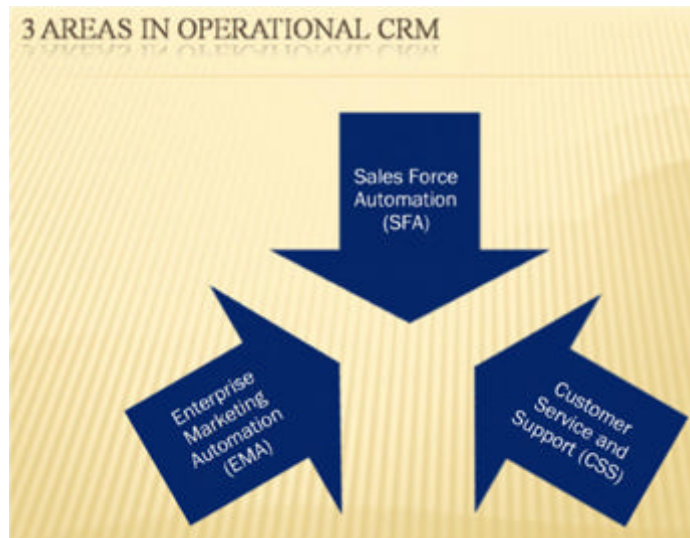 3 AREAS IN OPERATIONAL CRM
Sales Force
Automation
(SFA)
Enterprise
Marketing
Automation
(EMA)
Customer
Service and
Support (CSS)